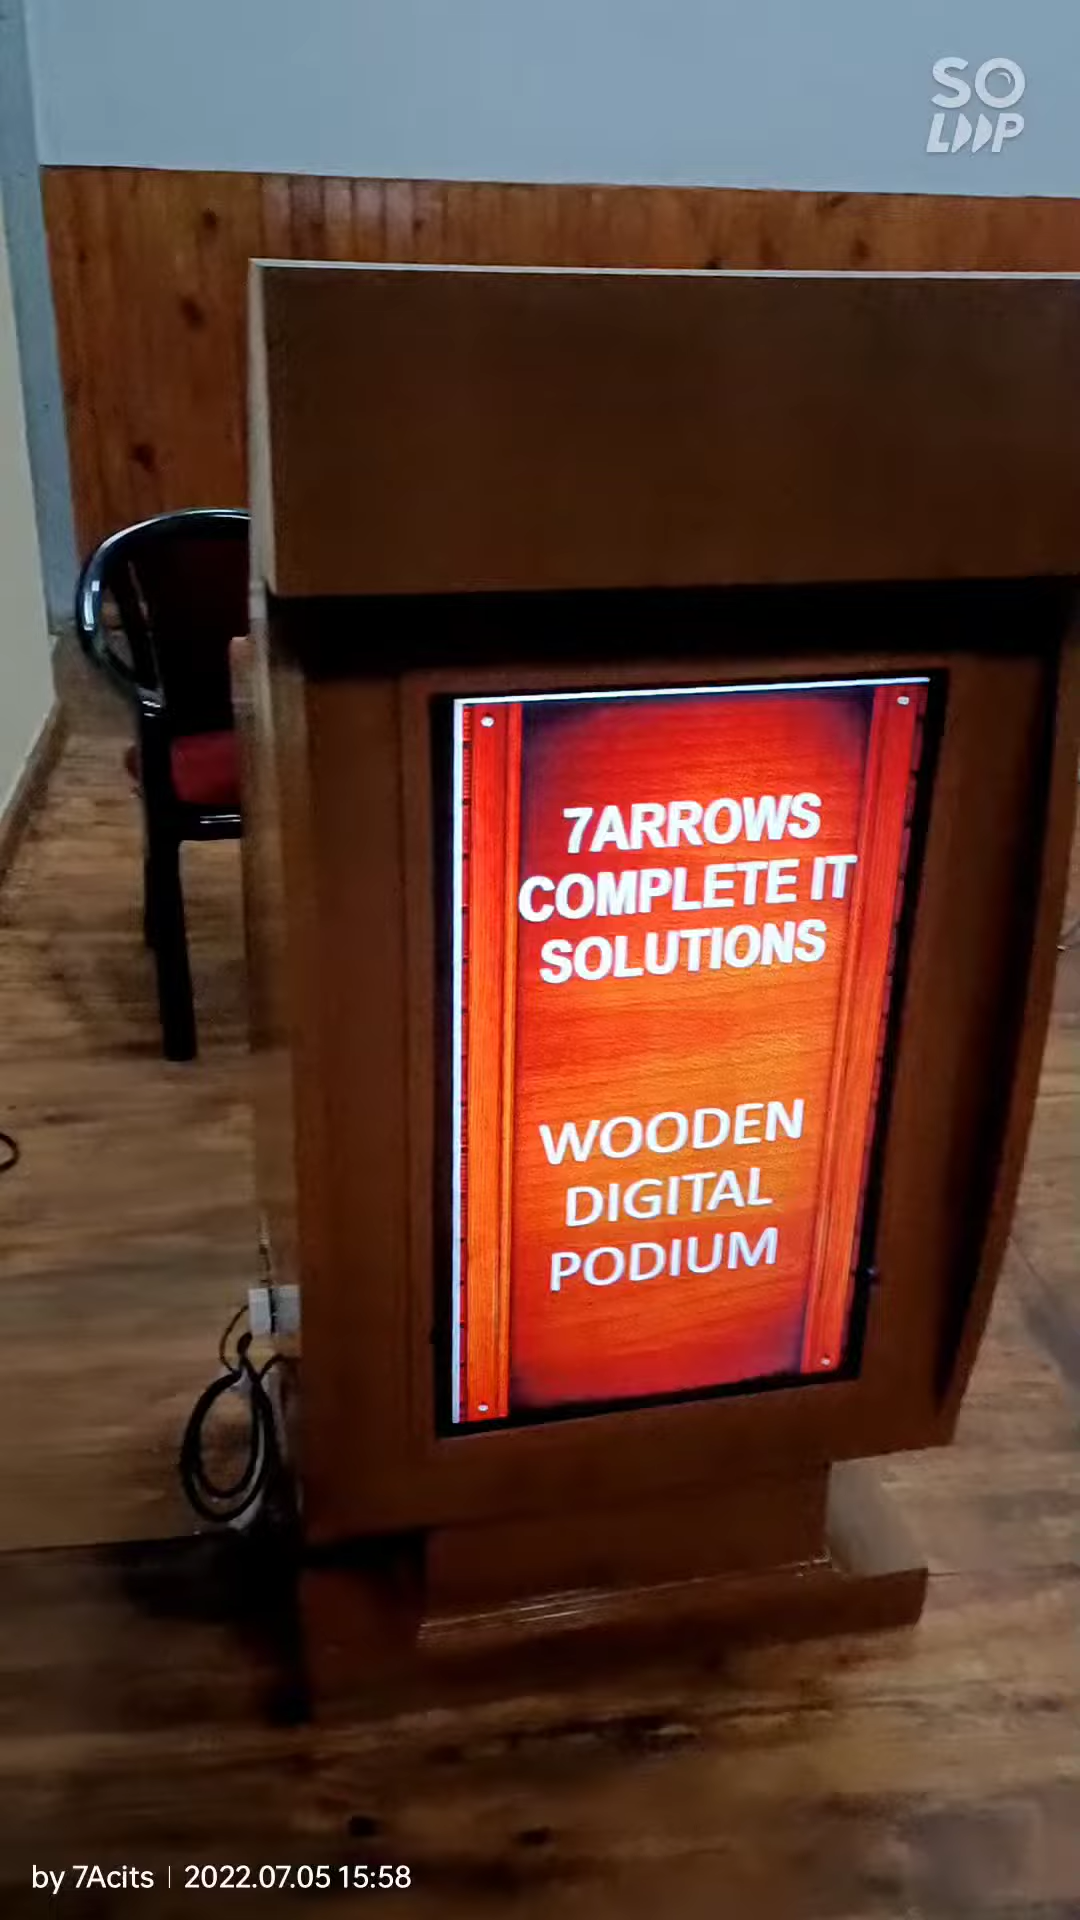 SO
LOOP
7ARROWS
COMPLETE IT
SOLUTIONS
WOODEN
DIGITAL
PODIUM
by 7Acits | 2022.07.05 15:58